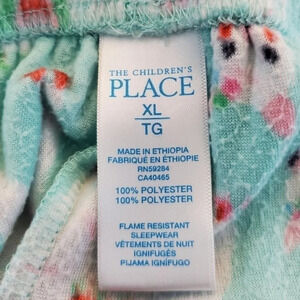 THE CHILDREN'S
PLACE
XL
TG
MADE IN ETHIOPIA
FABRIQUÉ EN ÉTHIOPIE
RN59284
CA40465
100% POLYESTER
100% POLYESTER
FLAME RESISTANT
SLEEPWEAR
VÊTEMENTS DE NUIT
IGNIFUGÉS
PIJAMA IGNÍFUGO